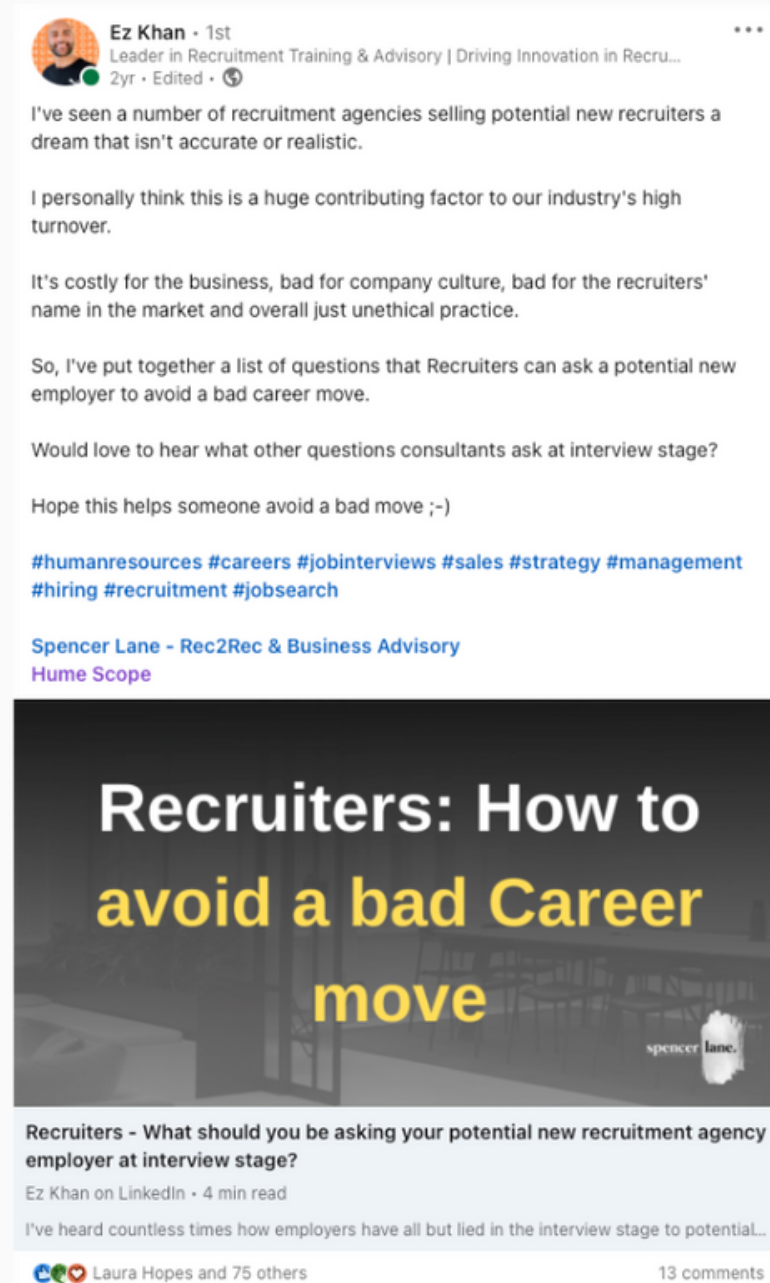 Ez Khan • 1st
Leader in Recruitment Training & Advisory | Driving Innovation in Recru...
2yr • Edited •
I've seen a number of recruitment agencies selling potential new recruiters a
dream that isn't accurate or realistic.
I personally think this is a huge contributing factor to our industry's high
turnover.
It's costly for the business, bad for company culture, bad for the recruiters'
name in the market and overall just unethical practice.
So, I've put together a list of questions that Recruiters can ask a potential new
employer to avoid a bad career move.
Would love to hear what other questions consultants ask at interview stage?
Hope this helps someone avoid a bad move ;-)
#humanresources #careers #jobinterviews #sales #strategy #management
#hiring #recruitment #jobsearch
Spencer Lane - Rec2Rec & Business Advisory
Hume Scope
Recruiters: How to
avoid a bad Career
move
spencer lane.
Recruiters - What should you be asking your potential new recruitment agency
employer at interview stage?
Ez Khan on LinkedIn • 4 min read
I've heard countless times how employers have all but lied in the interview stage to potential...
Laura Hopes and 75 others
13 comments